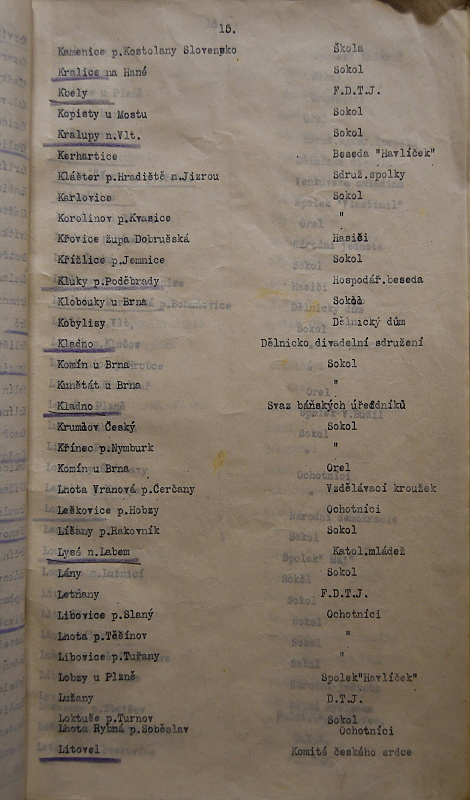 15.
Kamenice p.Kostolany Slovensko Škola
Kralice na Hané Sokol
Kbely F.D.T.J.
Kopisty u Mostu Sokol
Kralupy n.Vlt. Sokol
Kerhartice Beseda "Havlíček"
Klášter p.Hradiště n.Jizrou Sdruž.spolky
Karlovice Sokol
Korolinov p.Kvasice "
Křovice župa Dobrušská Hasiči
Křížlice p.Jemnice Sokol
Kluky p.Poděbrady Hospodář.beseda
Klobouky u Brna Sokol
Kobylisy Dělnický dům
Kladno Dělnicko divadelní sdružení
Komín u Brna Sokol
Kunštát u Brna "
Kladno Svaz báňských úředníků
Krumlov Český Sokol
Křinec p.Nymburk "
Komín u Brna Orel
Lhota Vranová p.Čerčany Vzdělávací kroužek
Leškovice p.Hobzy Ochotníci
Líšany p.Rakovník Sokol
Lysé n.Labem Katol.mládež
Lány Sokol
Letňany F.D.T.J.
Libovice p.Slaný Ochotníci
Lhota p.Těšínov "
Libovice p.Tuřany "
Lobzy u Plzně Spolek"Havlíček"
Lužany D.T.J.
Loktuše p.Turnov Sokol
Lhota Rybná p.Soběslav Ochotníci
Litovel Komité českého srdce